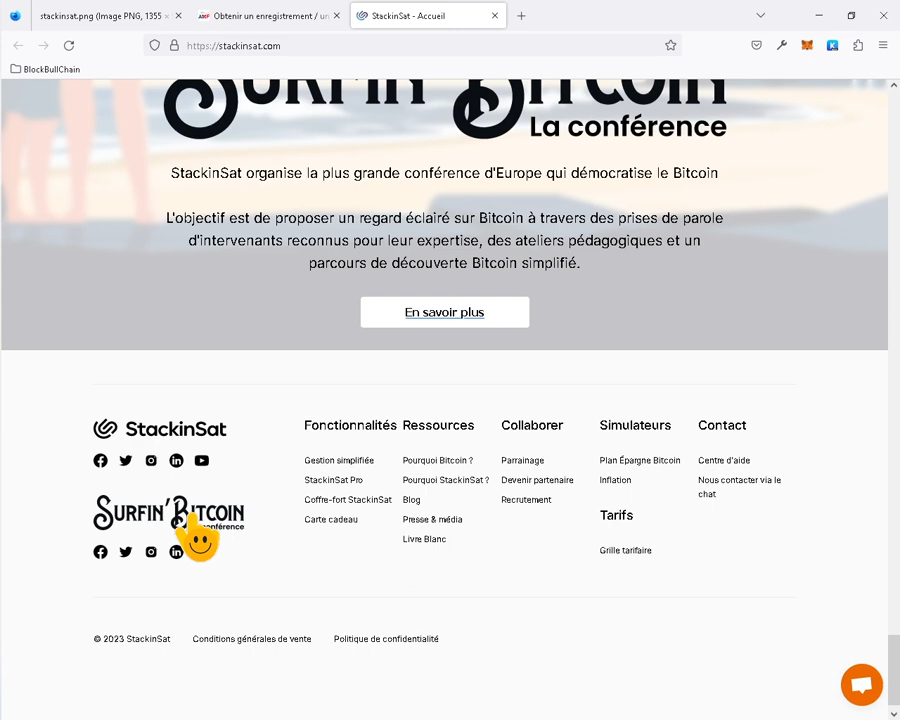 stackinsat.png (Image PNG, 1355 ×
Obtenir un enregistrement / un
StackinSat - Accueil
https://stackinsat.com
BlockBullChain
SURFIN' BITCOIN
La conférence
StackinSat organise la plus grande conférence d'Europe qui démocratise le Bitcoin
L'objectif est de proposer un regard éclairé sur Bitcoin à travers des prises de parole
d'intervenants reconnus pour leur expertise, des ateliers pédagogiques et un
parcours de découverte Bitcoin simplifié.
En savoir plus
StackinSat
SURFIN' BITCOIN
conférence
Fonctionnalités
Gestion simplifiée
StackinSat Pro
Coffre-fort StackinSat
Carte cadeau
Ressources
Pourquoi Bitcoin ?
Pourquoi StackinSat ?
Blog
Presse & média
Livre Blanc
Collaborer
Parrainage
Devenir partenaire
Recrutement
Simulateurs
Plan Épargne Bitcoin
Inflation
Tarifs
Grille tarifaire
Contact
Centre d'aide
Nous contacter via le
chat
© 2023 StackinSat
Conditions générales de vente
Politique de confidentialité